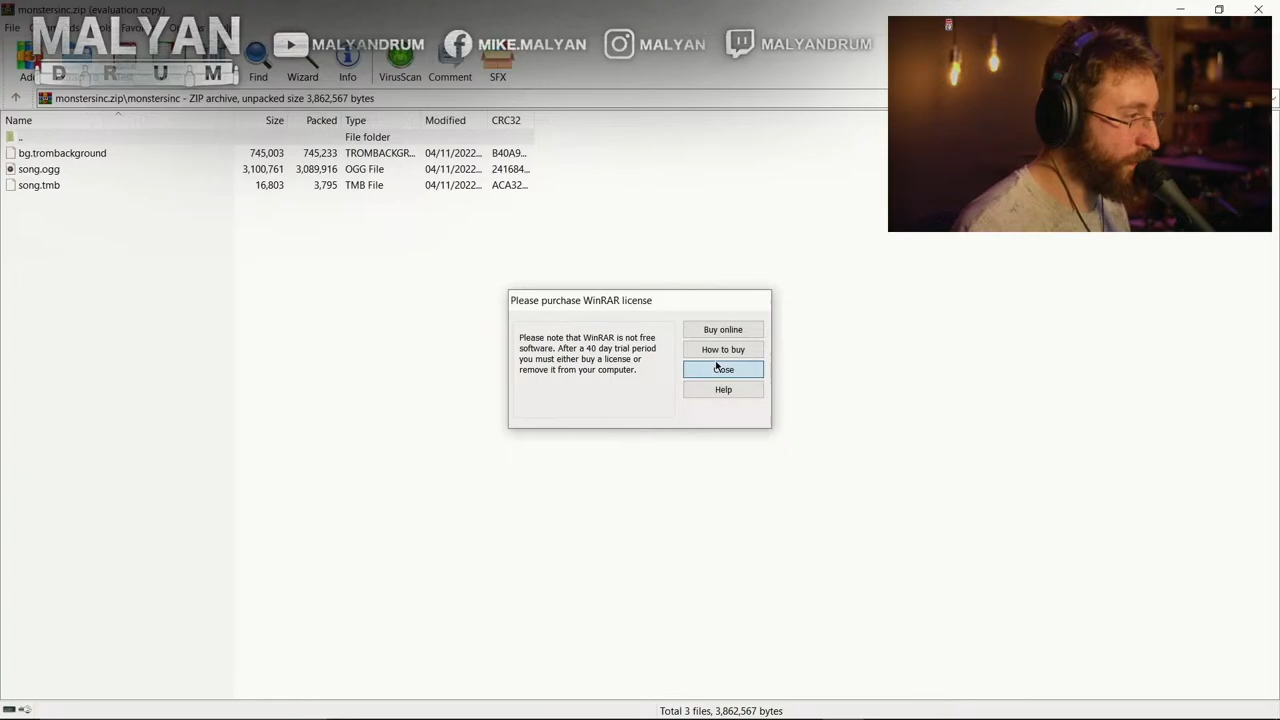 monstersinc.zip (evaluation copy)
File
MALYAN
DRUM
MALYANDRUM
MIKE.MALYAN
MALYAN
MALYANDRUM
Add
Find
Wizard
Info
VirusScan
Comment
SFX
monstersinc.zip\monstersinc - ZIP archive, unpacked size 3,862,567 bytes
Name Size Packed Type Modified CRC32
.. File folder
bg.trombackground 745,003 745,233 TROMBACKGR... 04/11/2022... B40A9...
song.ogg 3,100,761 3,089,916 OGG File 04/11/2022... 241684...
song.tmb 16,803 3,795 TMB File 04/11/2022... ACA32...
Please purchase WinRAR license
Please note that WinRAR is not free
software. After a 40 day trial period
you must either buy a license or
remove it from your computer.
Buy online
How to buy
Close
Help
Total 3 files, 3,862,567 bytes